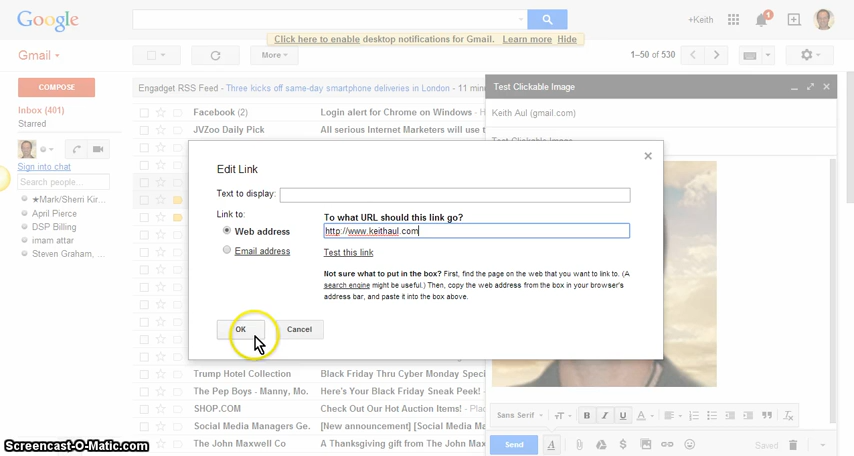 Google
+Keith
1
Click here to enable desktop notifications for Gmail. Learn more Hide
Gmail
More
1–50 of 530
COMPOSE
Engadget RSS Feed - Three kicks off same-day smartphone deliveries in London - 11 minu
Test Clickable Image
Inbox (401)
Starred
Facebook (2)
Login alert for Chrome on Windows
JVZoo Daily Pick
All serious Internet Marketers will use t
Keith Aul (gmail.com)
Test Clickable Image
Sign into chat
Search people...
★Mark/Sherri Kir...
April Pierce
DSP Billing
imam attar
Steven Graham, ...
Edit Link
Text to display:
Link to:
Web address
Email address
To what URL should this link go?
http://www.keithaul.com
Test this link
Not sure what to put in the box? First, find the page on the web that you want to link to. (A
search engine might be useful.) Then, copy the web address from the box in your browser's
address bar, and paste it into the box above.
OK
Cancel
Trump Hotel Collection
Black Friday Thru Cyber Monday Speci
The Pep Boys - Manny, Mo.
Here's Your Black Friday Sneak Peek!
SHOP.COM
Check Out Our Hot Auction Items!
Social Media Managers Ge.
[New announcement] [Social Media M
The John Maxwell Co
A Thanksgiving gift from The John M
Sans Serif
B I U A
Send
A
$
Saved
Screencast-O-Matic.com